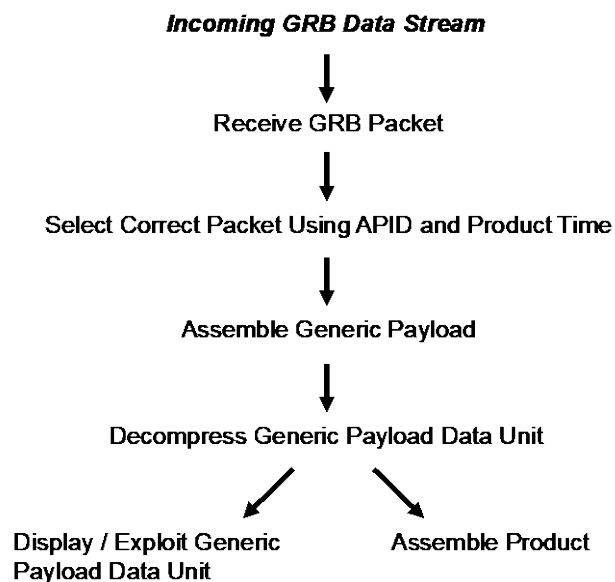 Incoming GRB Data Stream
Receive GRB Packet
Select Correct Packet Using APID and Product Time
Assemble Generic Payload
Decompress Generic Payload Data Unit
Display / Exploit Generic
Payload Data Unit
Assemble Product